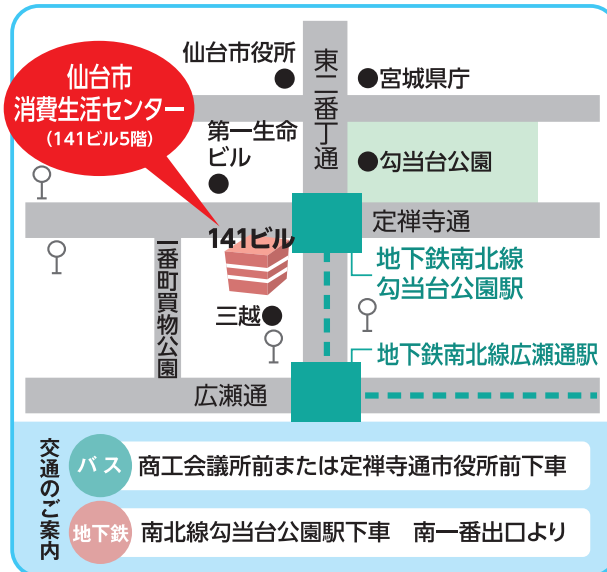 仙台市
消費生活センター
(141ビル5階)
仙台市役所
東二番丁通
宮城県庁
第一生命
ビル
勾当台公園
定禅寺通
141ビル
地下鉄南北線
勾当台公園駅
一番町買物公園
三越
地下鉄南北線広瀬通駅
広瀬通
交通のご案内
バス
商工会議所前または定禅寺通市役所前下車
地下鉄
南北線勾当台公園駅下車　南一番出口より